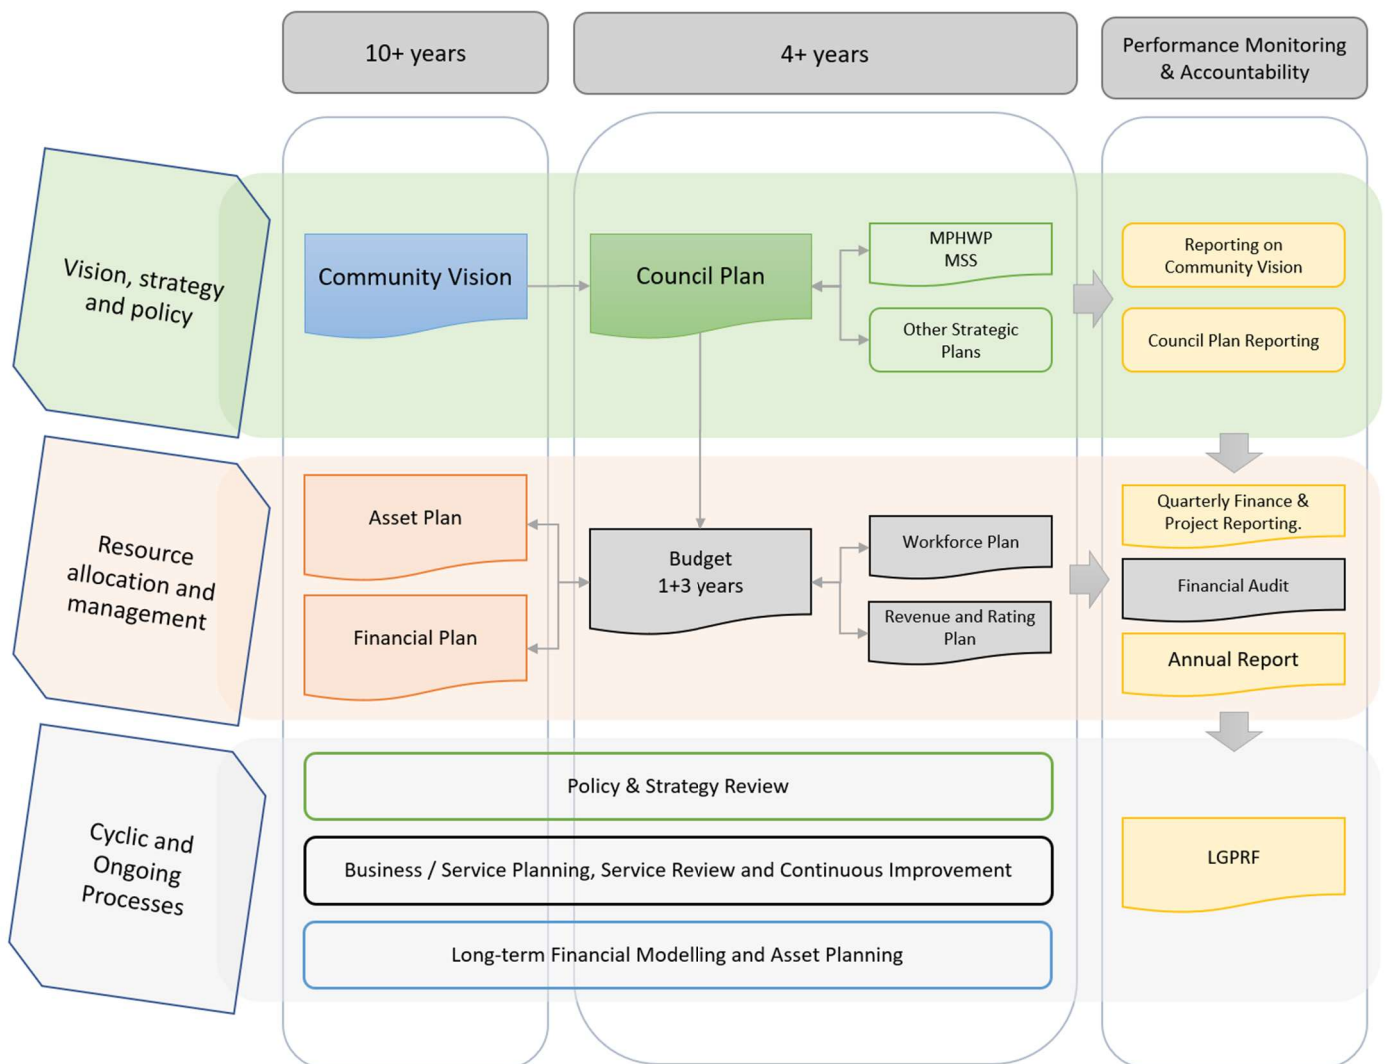 10+ years
4+ years
Performance Monitoring
& Accountability
Vision, strategy
and policy
Community Vision
Council Plan
MPHWP
MSS
Other Strategic
Plans
Reporting on
Community Vision
Council Plan Reporting
Resource
allocation and
management
Asset Plan
Financial Plan
Budget
1+3 years
Workforce Plan
Revenue and Rating
Plan
Quarterly Finance &
Project Reporting.
Financial Audit
Annual Report
Cyclic and
Ongoing
Processes
Policy & Strategy Review
Business / Service Planning, Service Review and Continuous Improvement
Long-term Financial Modelling and Asset Planning
LGPRF